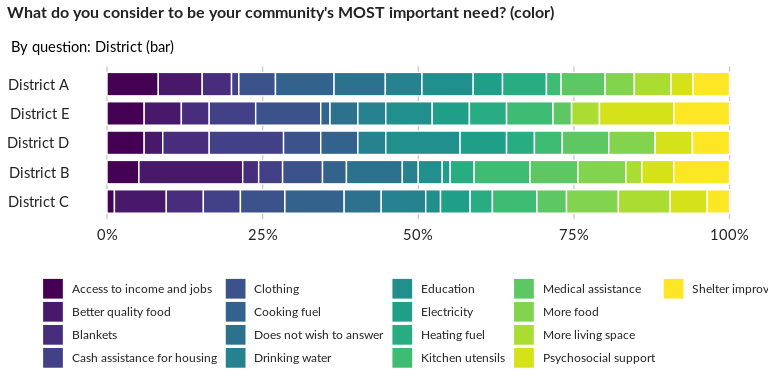 What do you consider to be your community's MOST important need? (color)
By question: District (bar)
District A
District E
District D
District B
District C
0% 25% 50% 75% 100%
Access to income and jobs Clothing Education Medical assistance Shelter improv
Better quality food Cooking fuel Electricity More food
Blankets Does not wish to answer Heating fuel More living space
Cash assistance for housing Drinking water Kitchen utensils Psychosocial support